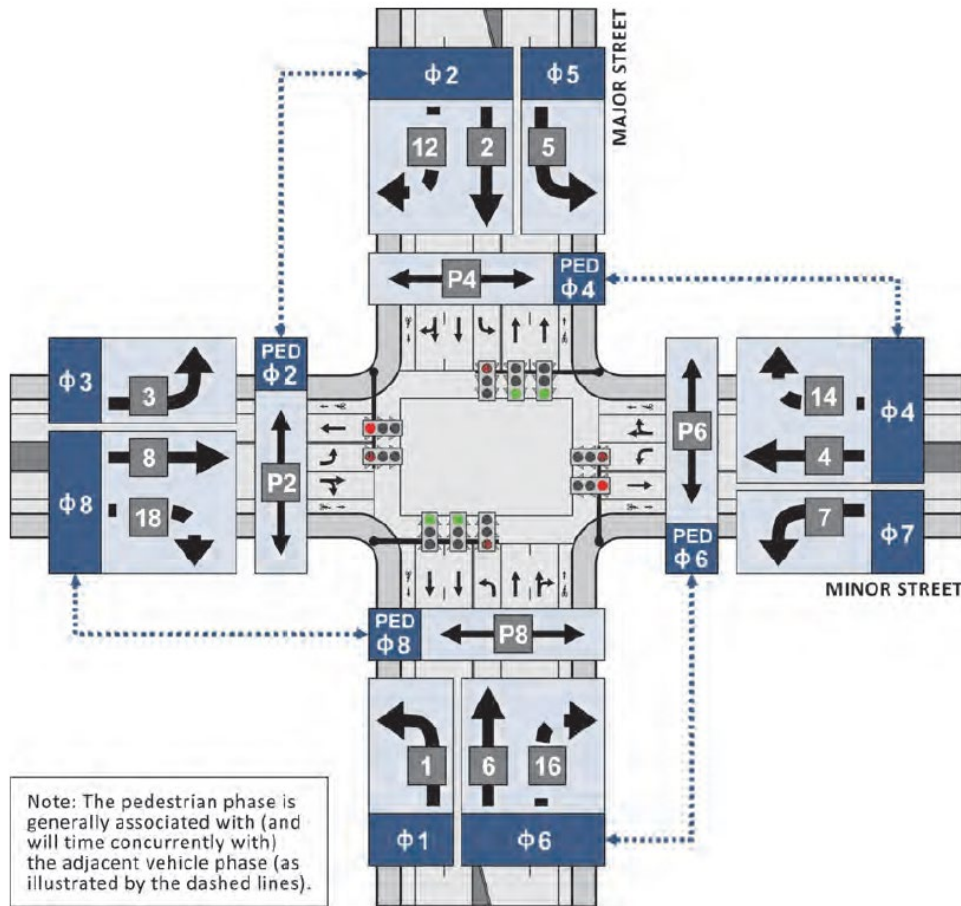 MAJOR STREET
Φ2
Φ5
12
2
5
P4
PED
Φ4
Φ3
3
PED
Φ2
8
Φ8
18
P2
P6
14
Φ4
4
7
Φ7
PED
Φ6
MINOR STREET
PED
Φ8
P8
1
6
16
Φ1
Φ6
Note: The pedestrian phase is
generally associated with (and
will time concurrently with)
the adjacent vehicle phase (as
illustrated by the dashed lines).